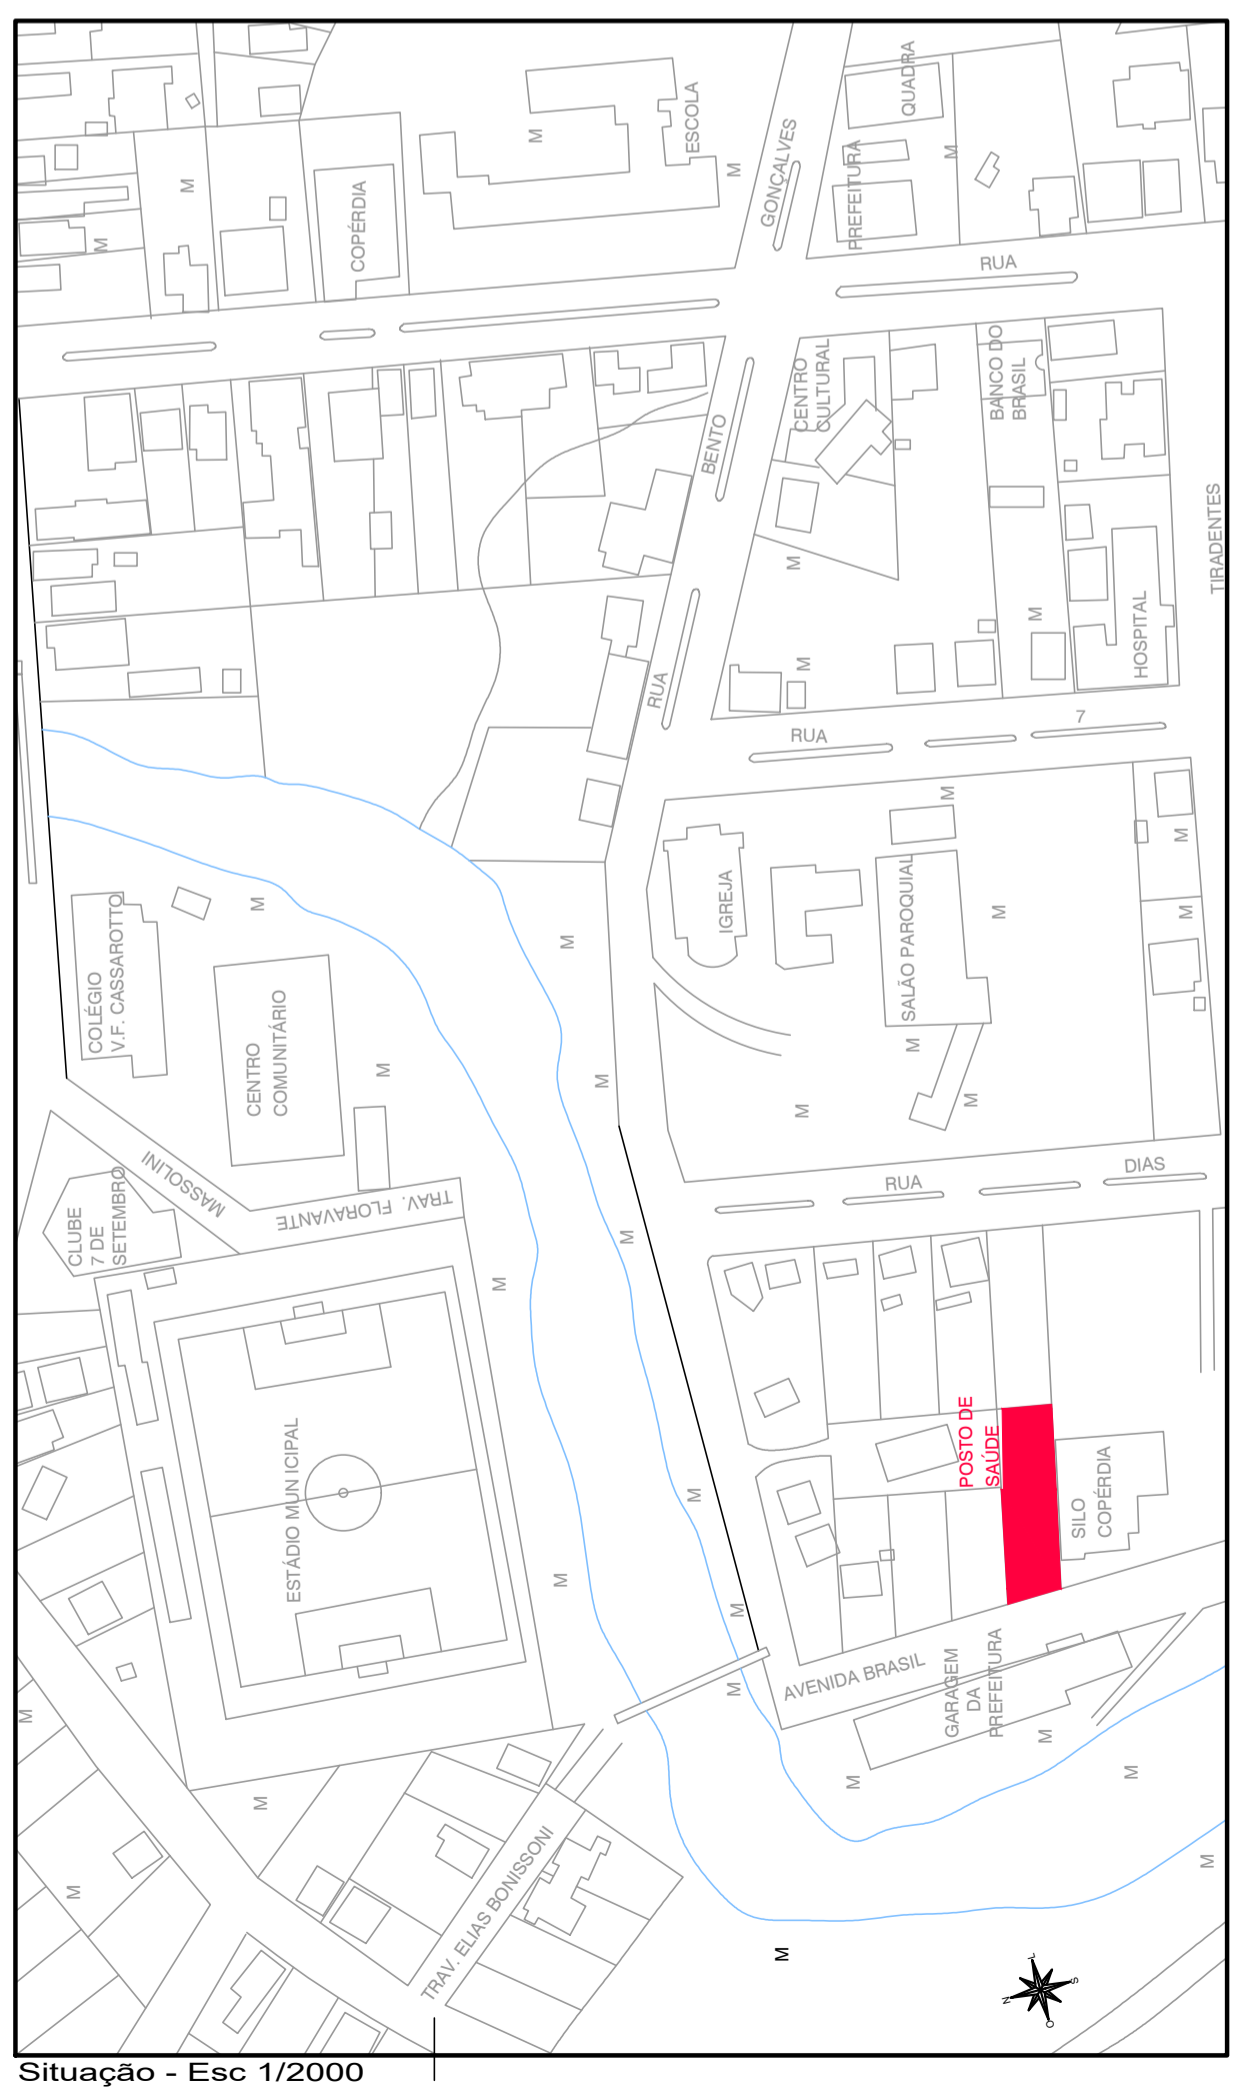 QUADRA
ESCOLA
M
M
M
GONÇALVES
PREFEITURA
M
M
COPÉRDIA
RUA
CENTRO
CULTURAL
BANCO DO
BRASIL
BENTO
TIRADENTES
M
M
HOSPITAL
M
RUA
RUA
7
M
M
IGREJA
SALÃO PAROQUIAL
M
M
M
M
COLÉGIO
V.F. CASSAROTTO
CENTRO
COMUNITÁRIO
M
M
M
M
M
M
RUA
DIAS
MASSOLINI
TRAV. FLORAVANTE
CLUBE
7 DE
SETEMBRO
M
M
ESTÁDIO MUNICIPAL
POSTO DE
SAÚDE
SILO
COPÉRDIA
M
M
M
M
AVENIDA BRASIL
GARAGEM
DA
PREFEITURA
M
M
M
M
M
M
M
TRAV. ELIAS BONISSONI
M
L
S
N
O
Situação - Esc 1/2000